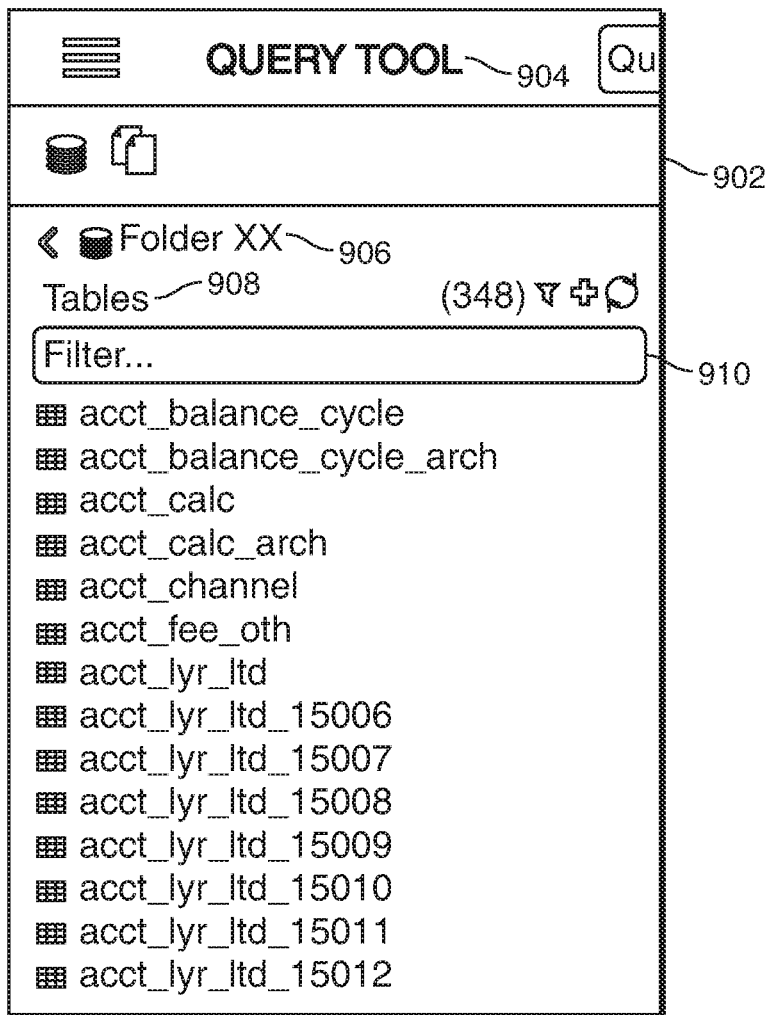 QUERY TOOL 904 Qu
902
Folder XX 906
Tables 908 (348)
Filter... 910
acct_balance_cycle
acct_balance_cycle_arch
acct_calc
acct_calc_arch
acct_channel
acct_fee_oth
acct_lyr_ltd
acct_lyr_ltd_15006
acct_lyr_ltd_15007
acct_lyr_ltd_15008
acct_lyr_ltd_15009
acct_lyr_ltd_15010
acct_lyr_ltd_15011
acct_lyr_ltd_15012